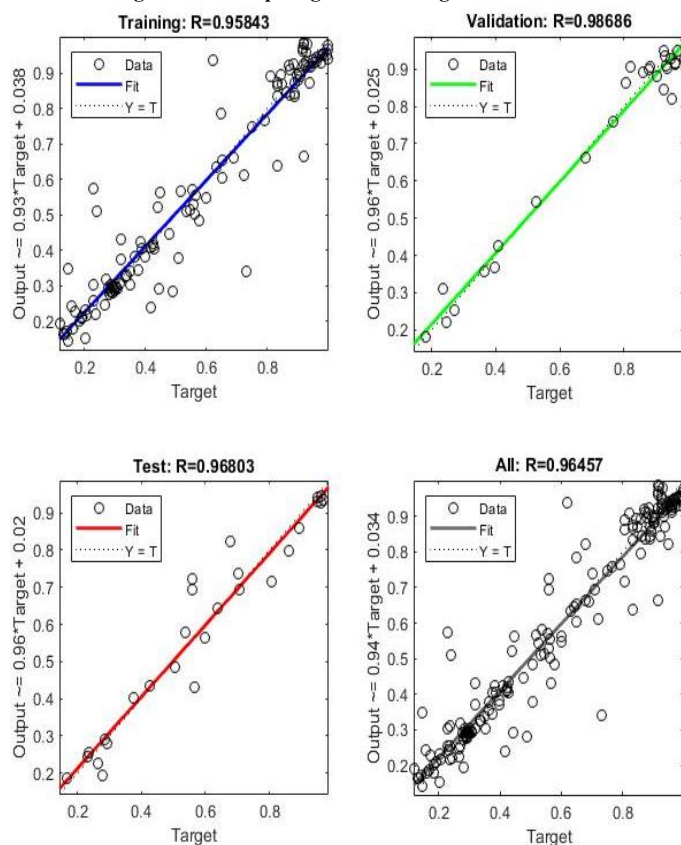 Training: R=0.95843
Output ~= 0.93*Target + 0.038
0.9
0.8
0.7
0.6
0.5
0.4
0.3
0.2
Data
Fit
Y = T
0.2
0.4
0.6
0.8
Target
Validation: R=0.98686
Output ~= 0.96*Target + 0.025
0.9
0.8
0.7
0.6
0.5
0.4
0.3
0.2
Data
Fit
Y = T
0.2
0.4
0.6
0.8
Target
Test: R=0.96803
Output ~= 0.96*Target + 0.02
0.9
0.8
0.7
0.6
0.5
0.4
0.3
0.2
Data
Fit
Y = T
0.2
0.4
0.6
0.8
Target
All: R=0.96457
Output ~= 0.94*Target + 0.034
0.9
0.8
0.7
0.6
0.5
0.4
0.3
0.2
Data
Fit
Y = T
0.2
0.4
0.6
0.8
Target